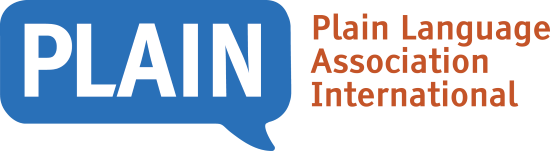 PLAIN
Plain Language
Association
International